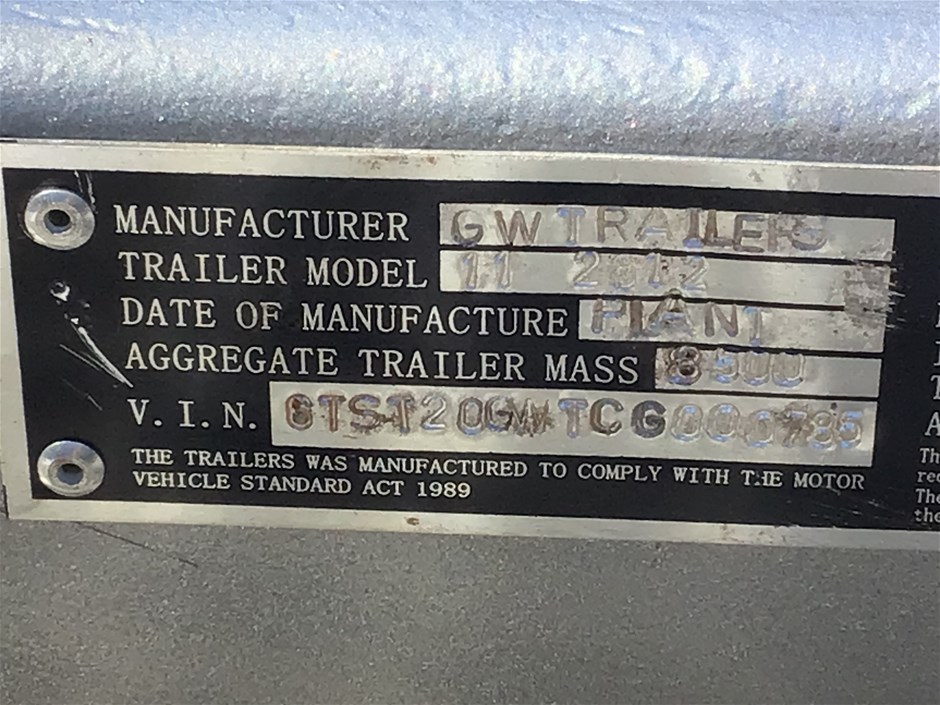 MANUFACTURER GW TRAILERS
TRAILER MODEL 11 2012
DATE OF MANUFACTURE PLANT
AGGREGATE TRAILER MASS 8500
V.I.N. 6TST20GWTCG000785
THE TRAILERS WAS MANUFACTURED TO COMPLY WITH THE MOTOR
VEHICLE STANDARD ACT 1989